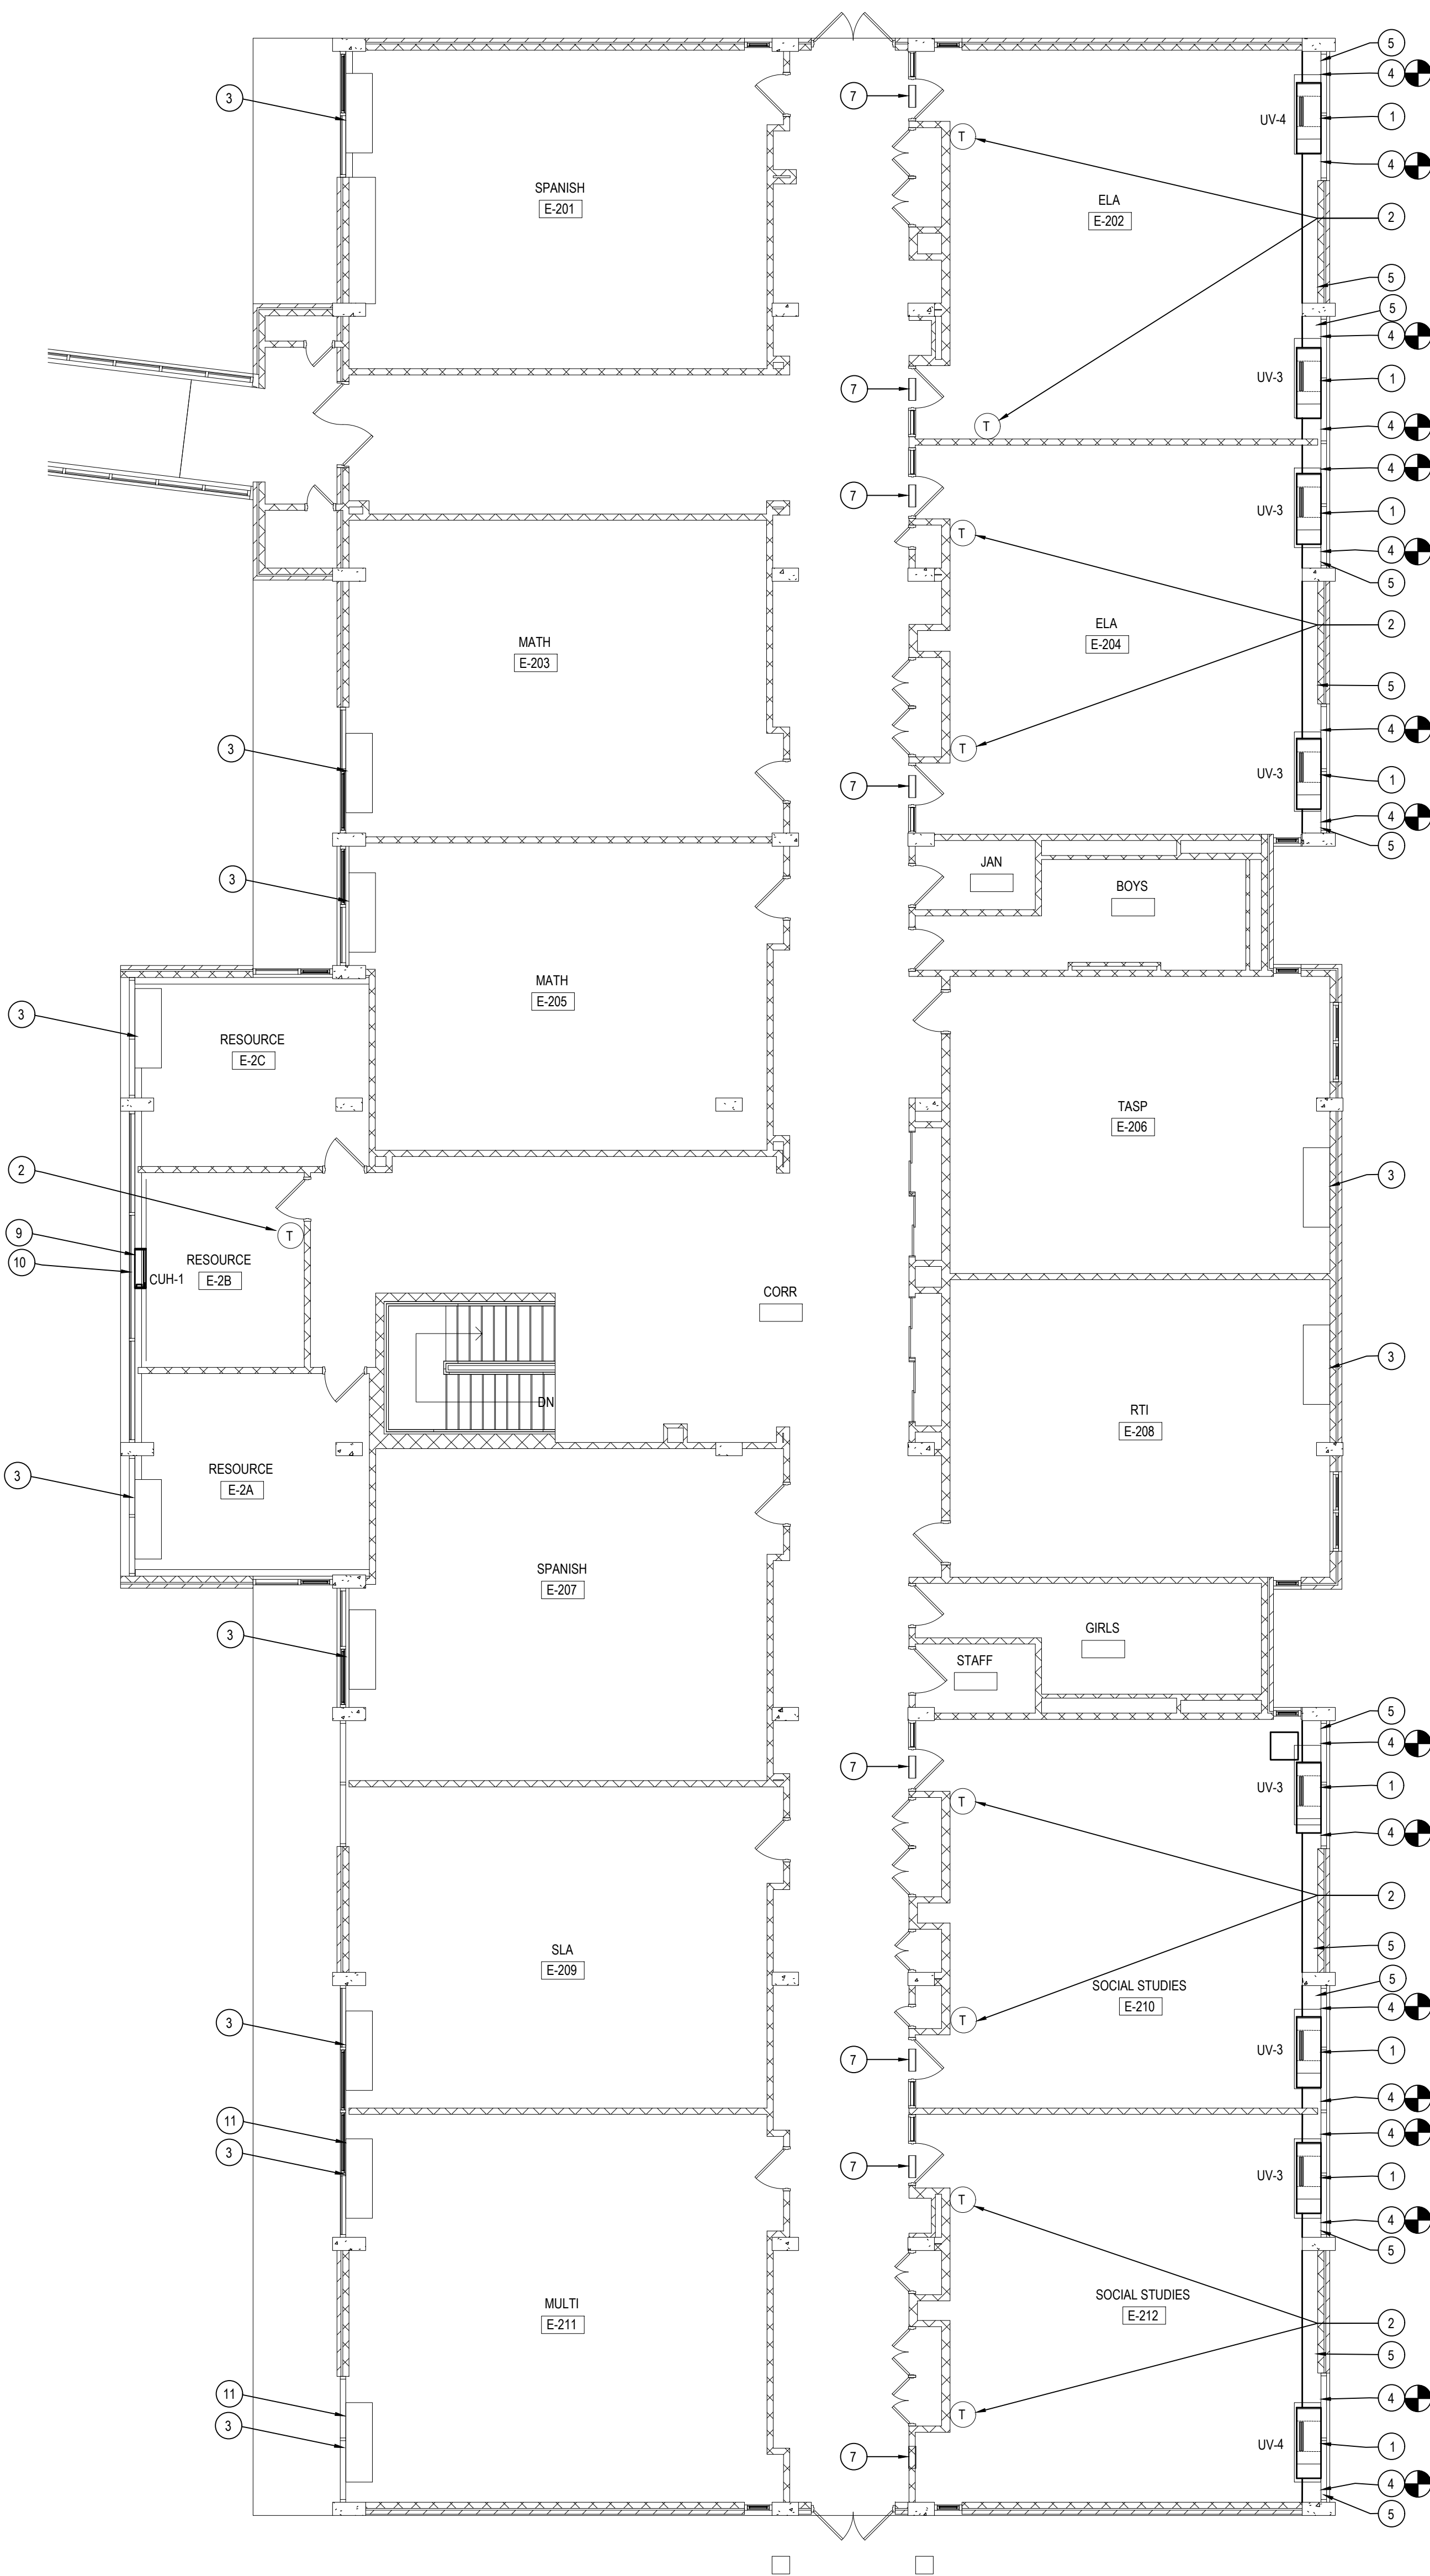 5
4
3
7
UV-4
1
T
4
SPANISH
E-201
ELA
E-202
2
5
5
4
7
UV-3
1
T
4
4
7
UV-3
1
T
4
5
MATH
E-203
ELA
E-204
2
5
3
T
4
7
UV-3
1
4
5
JAN
3
BOYS
MATH
E-205
3
RESOURCE
E-2C
TASP
E-206
2
3
T
9
10
CUH-1
RESOURCE
E-2B
CORR
3
DN
RTI
E-208
3
RESOURCE
E-2A
SPANISH
E-207
3
GIRLS
STAFF
5
4
7
UV-3
1
T
4
2
5
SLA
E-209
5
SOCIAL STUDIES
E-210
4
T
3
7
UV-3
1
4
11
4
3
7
UV-3
1
T
4
5
MULTI
E-211
SOCIAL STUDIES
E-212
2
5
11
4
3
T
7
UV-4
1
4
5